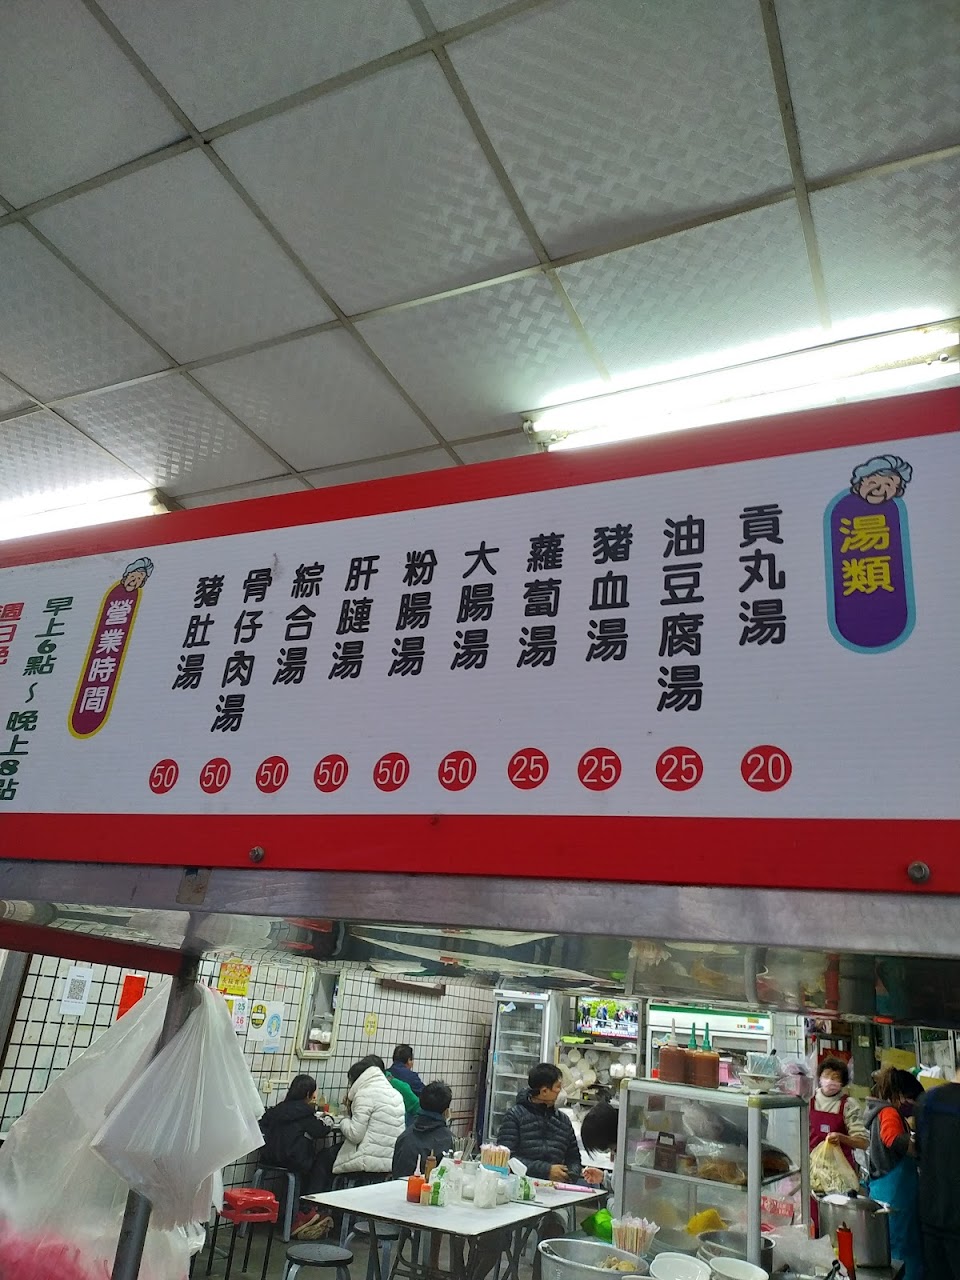 湯類
貢丸湯
20
油豆腐湯
25
豬血湯
25
蘿蔔湯
25
大腸湯
50
粉腸湯
50
肝腱湯
50
綜合湯
50
骨仔肉湯
50
豬肚湯
50
營業時間
早上6點～晚上8點